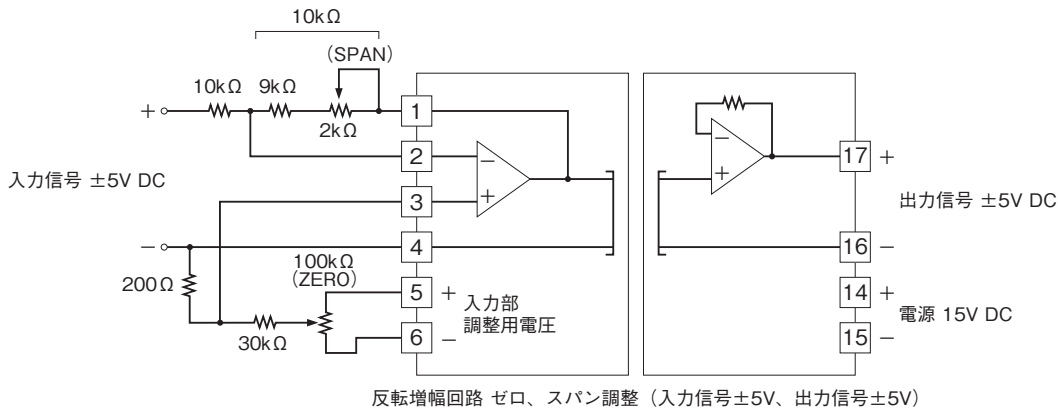 10kΩ
(SPAN)
10kΩ
9kΩ
2kΩ
+
1
2
3
4
5
6
−
+
入力信号 ±5V DC
−
200Ω
100kΩ
(ZERO)
30kΩ
+
−
入力部
調整用電圧
−
+
17
+
出力信号 ±5V DC
16
−
14
+
電源 15V DC
15
−
反転増幅回路 ゼロ、スパン調整（入力信号±5V、出力信号±5V）